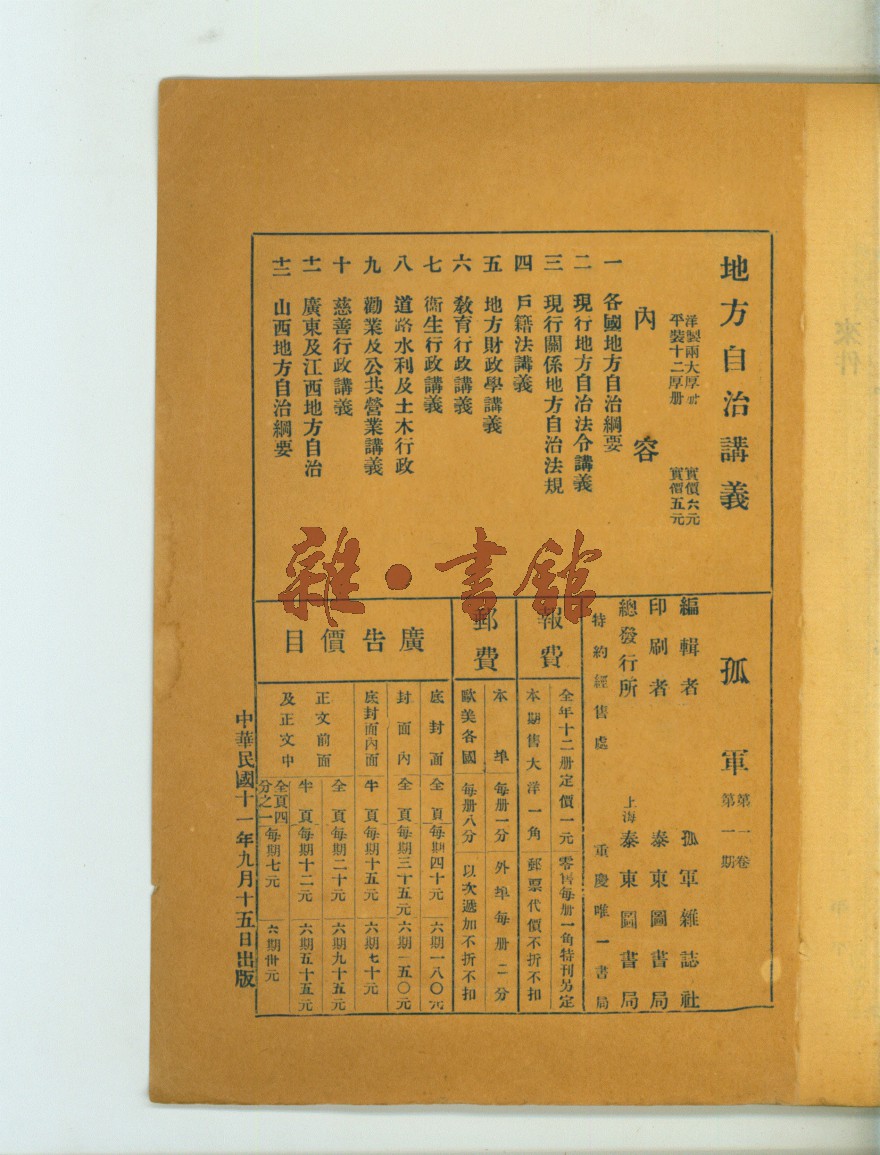 地方自治講義
洋製兩大厚册 實價六元
平裝十二厚册 實價五元
內容
一 各國地方自治綱要
二 現行地方自治法令講義
三 現行關係地方自治法規
四 戶籍法講義
五 地方財政學講義
六 教育行政講義
七 衞生行政講義
八 道路水利及土木行政
九 勸業及公共營業講義
十 慈善行政講義
十一 廣東及江西地方自治
十二 山西地方自治綱要
孤軍 第一卷 第一期
編輯者 孤軍雜誌社
印刷者 泰東圖書局
總發行所 上海泰東圖書局
特約經售處 重慶唯一書局
報費
全年十二册定價一元 零售每册一角特刊另定
本期售大洋一角 郵票代價不折不扣
郵費
本埠 每册一分 外埠每册二分
歐美各國 每册八分 以次遞加不折不扣
廣告價目
底封面 全頁 每期四十元 六期一八〇元
封面內 全頁 每期三十五元 六期一五〇元
底封面內面 半頁 每期十五元 六期七十元
正文前面 全頁 每期二十元 六期九十五元
及正文中 半頁 每期十二元 六期五十五元
全頁四分之一 每期七元 六期卅元
中華民國十一年九月十五日出版
雜·書館
來件